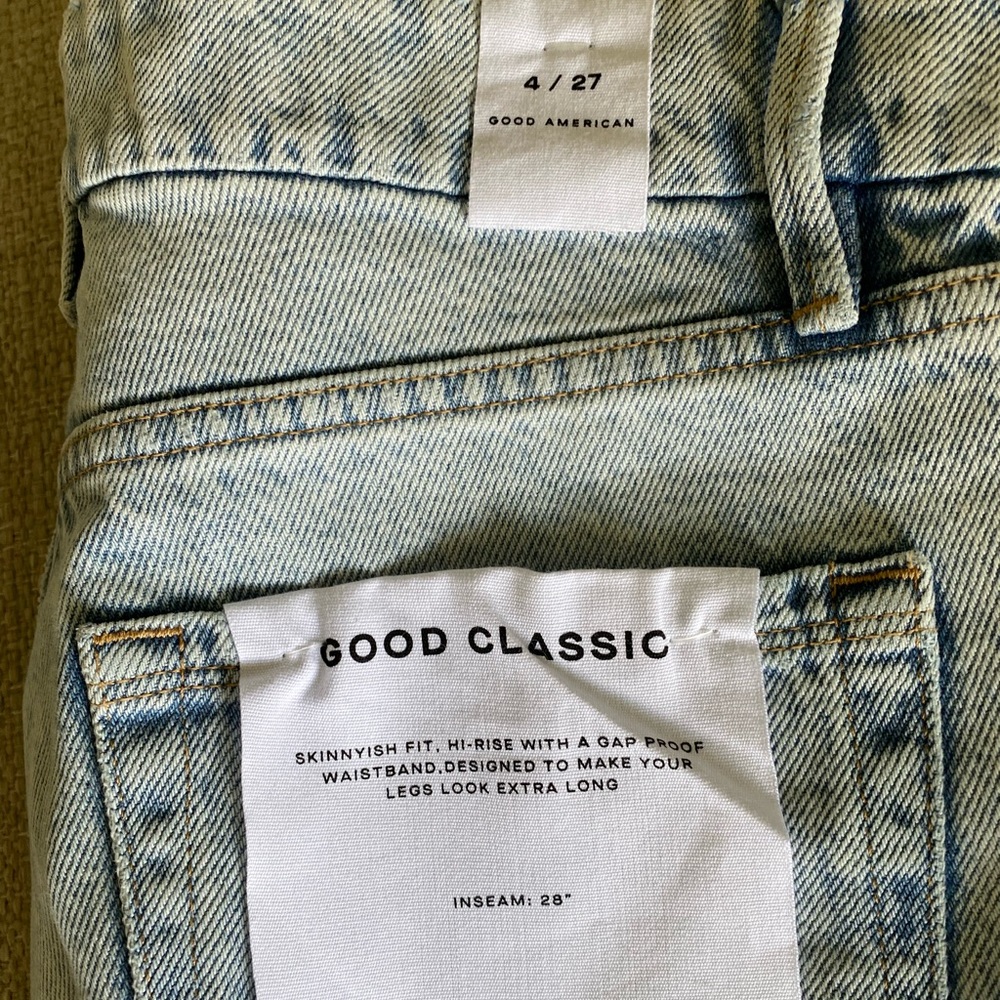 4 / 27
GOOD AMERICAN
GOOD CLASSIC
SKINNYISH FIT, HI-RISE WITH A GAP PROOF
WAISTBAND,DESIGNED TO MAKE YOUR
LEGS LOOK EXTRA LONG
INSEAM: 28"